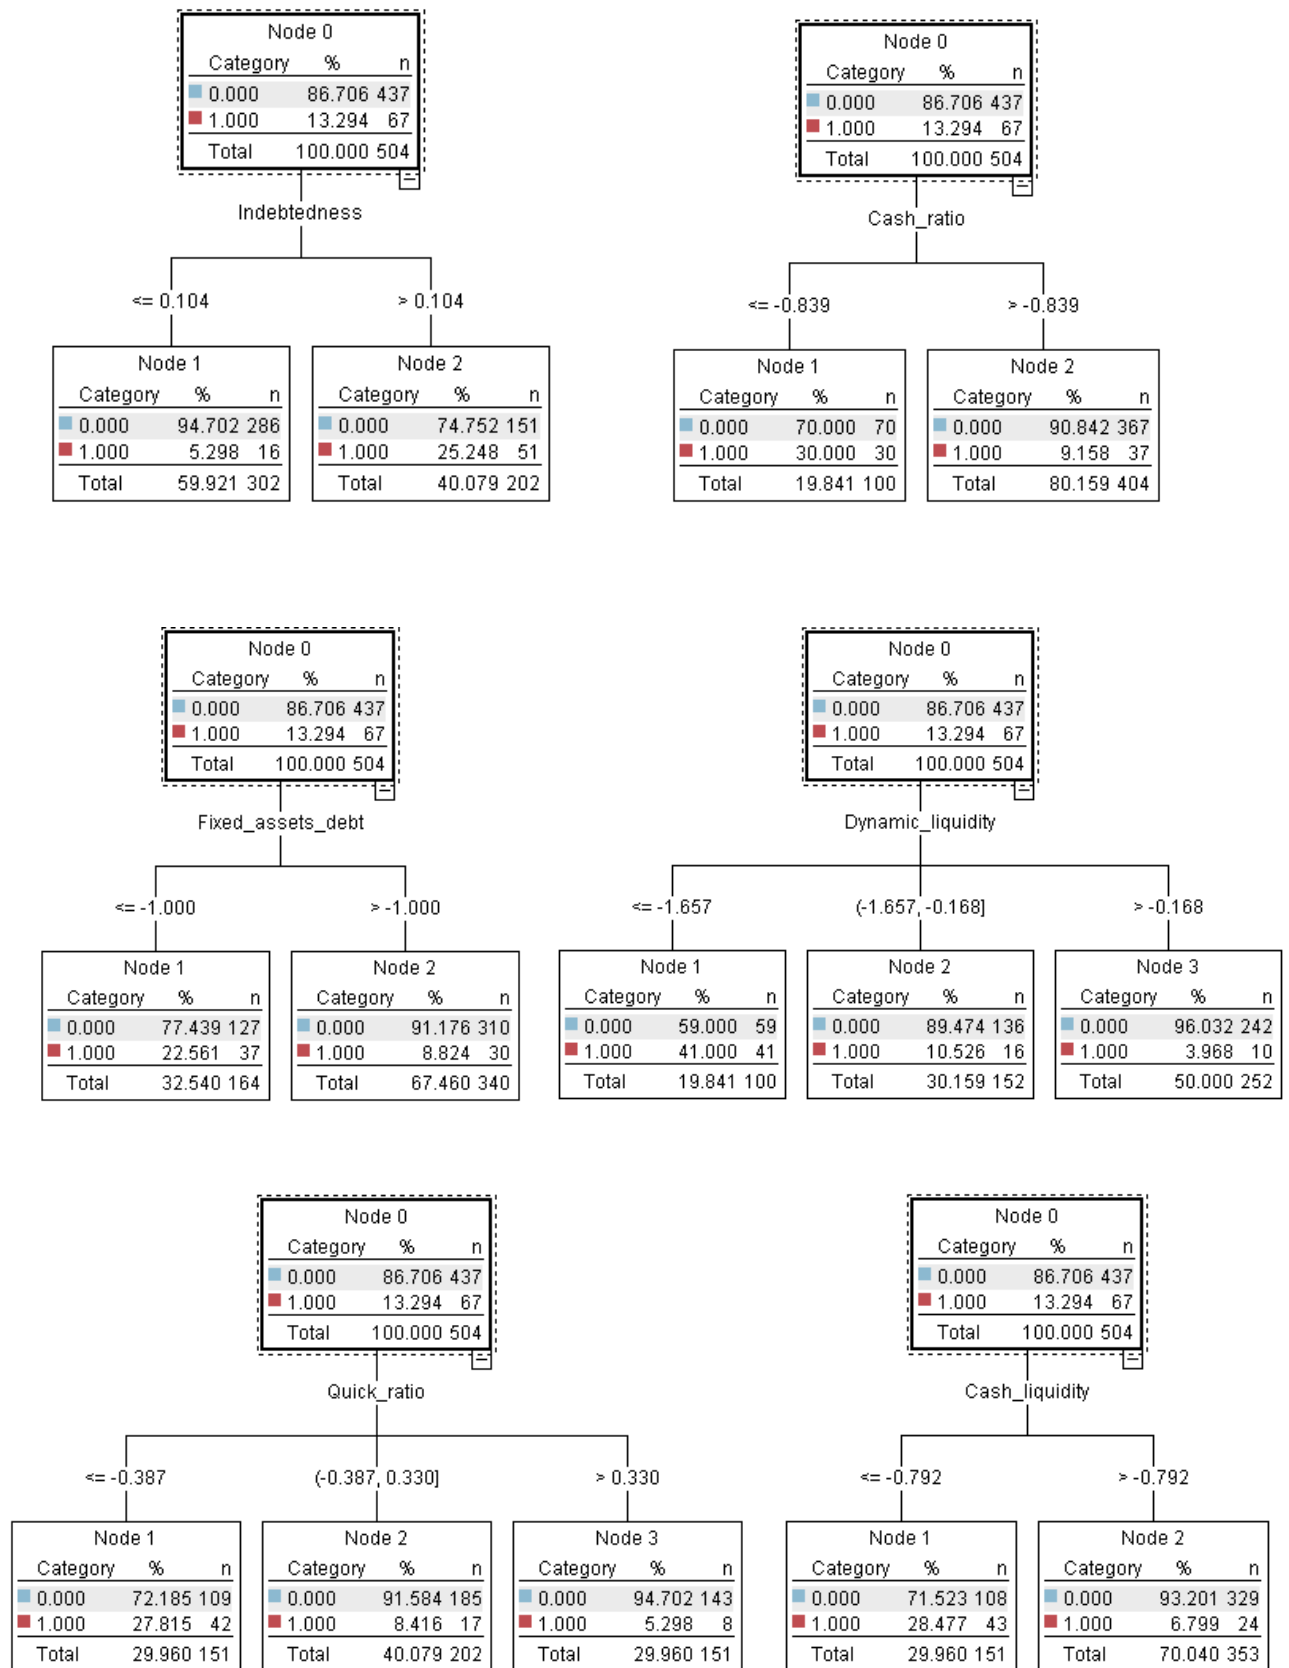 Node 0
Category % n
0.000 86.706 437
1.000 13.294 67
Total 100.000 504
Indebtedness
<= 0.104
> 0.104
Node 1
Category % n
0.000 94.702 286
1.000 5.298 16
Total 59.921 302
Node 2
Category % n
0.000 74.752 151
1.000 25.248 51
Total 40.079 202
Node 0
Category % n
0.000 86.706 437
1.000 13.294 67
Total 100.000 504
Cash_ratio
<= -0.839
> -0.839
Node 1
Category % n
0.000 70.000 70
1.000 30.000 30
Total 19.841 100
Node 2
Category % n
0.000 90.842 367
1.000 9.158 37
Total 80.159 404
Node 0
Category % n
0.000 86.706 437
1.000 13.294 67
Total 100.000 504
Fixed_assets_debt
<= -1.000
> -1.000
Node 1
Category % n
0.000 77.439 127
1.000 22.561 37
Total 32.540 164
Node 2
Category % n
0.000 91.176 310
1.000 8.824 30
Total 67.460 340
Node 0
Category % n
0.000 86.706 437
1.000 13.294 67
Total 100.000 504
Dynamic_liquidity
<= -1.657
(-1.657, -0.168]
> -0.168
Node 1
Category % n
0.000 59.000 59
1.000 41.000 41
Total 19.841 100
Node 2
Category % n
0.000 89.474 136
1.000 10.526 16
Total 30.159 152
Node 3
Category % n
0.000 96.032 242
1.000 3.968 10
Total 50.000 252
Node 0
Category % n
0.000 86.706 437
1.000 13.294 67
Total 100.000 504
Quick_ratio
<= -0.387
(-0.387, 0.330]
> 0.330
Node 1
Category % n
0.000 72.185 109
1.000 27.815 42
Total 29.960 151
Node 2
Category % n
0.000 91.584 185
1.000 8.416 17
Total 40.079 202
Node 3
Category % n
0.000 94.702 143
1.000 5.298 8
Total 29.960 151
Node 0
Category % n
0.000 86.706 437
1.000 13.294 67
Total 100.000 504
Cash_liquidity
<= -0.792
> -0.792
Node 1
Category % n
0.000 71.523 108
1.000 28.477 43
Total 29.960 151
Node 2
Category % n
0.000 93.201 329
1.000 6.799 24
Total 70.040 353